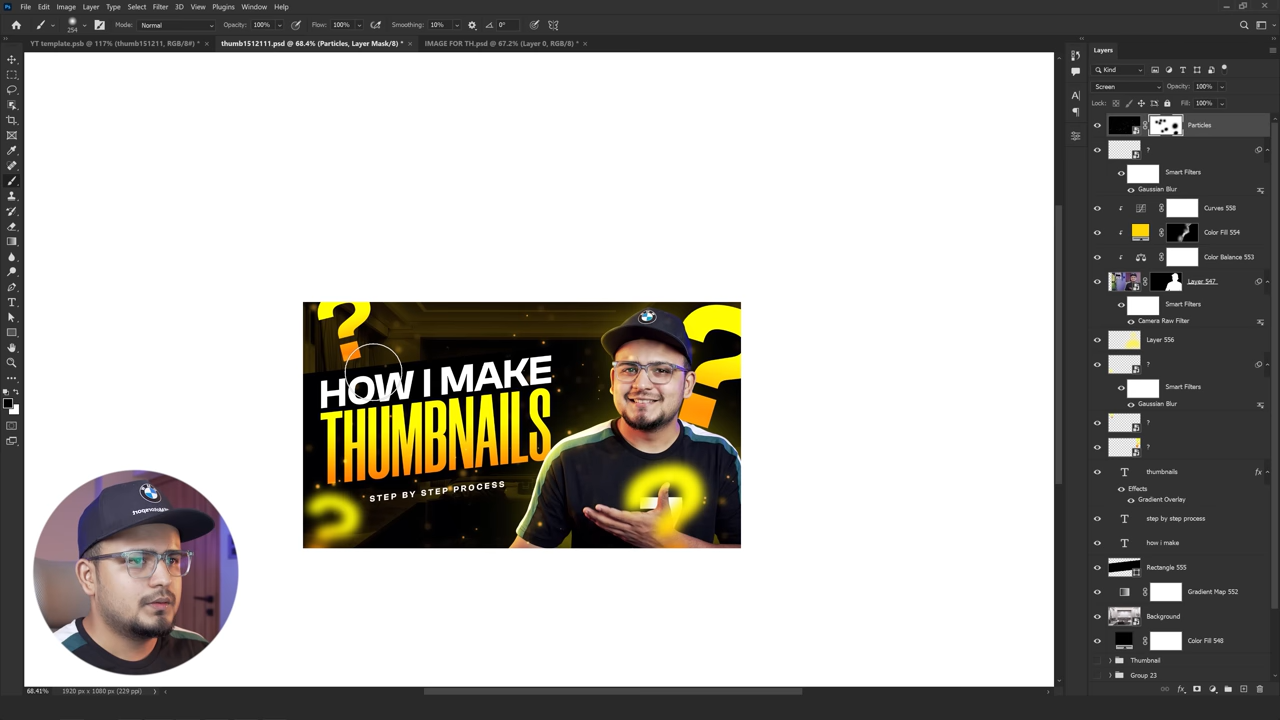 File Edit Image Layer Type Select Filter 3D View Plugins Window Help
254 Mode: Normal Opacity: 100% Flow: 100% Smoothing: 10% 0°
YT template.psb @ 117% (thumb151211, RGB/8#) * × thumb1512111.psd @ 68.4% (Particles, Layer Mask/8) * × IMAGE FOR TH.psd @ 67.2% (Layer 0, RGB/8) * ×
Layers
Kind
Screen Opacity: 100%
Lock: Fill: 100%
Particles
?
Smart Filters
Gaussian Blur
Curves 558
Color Fill 554
Color Balance 553
Layer 547
Smart Filters
Camera Raw Filter
Layer 556
?
Smart Filters
Gaussian Blur
?
?
T thumbnails fx
Effects
Gradient Overlay
T step by step process
T how i make
Rectangle 555
Gradient Map 552
Background
Color Fill 548
Thumbnail
Group 23
?
?
HOW I MAKE
THUMBNAILS
STEP BY STEP PROCESS
?
?
68.41% 1920 px x 1080 px (229 ppi)